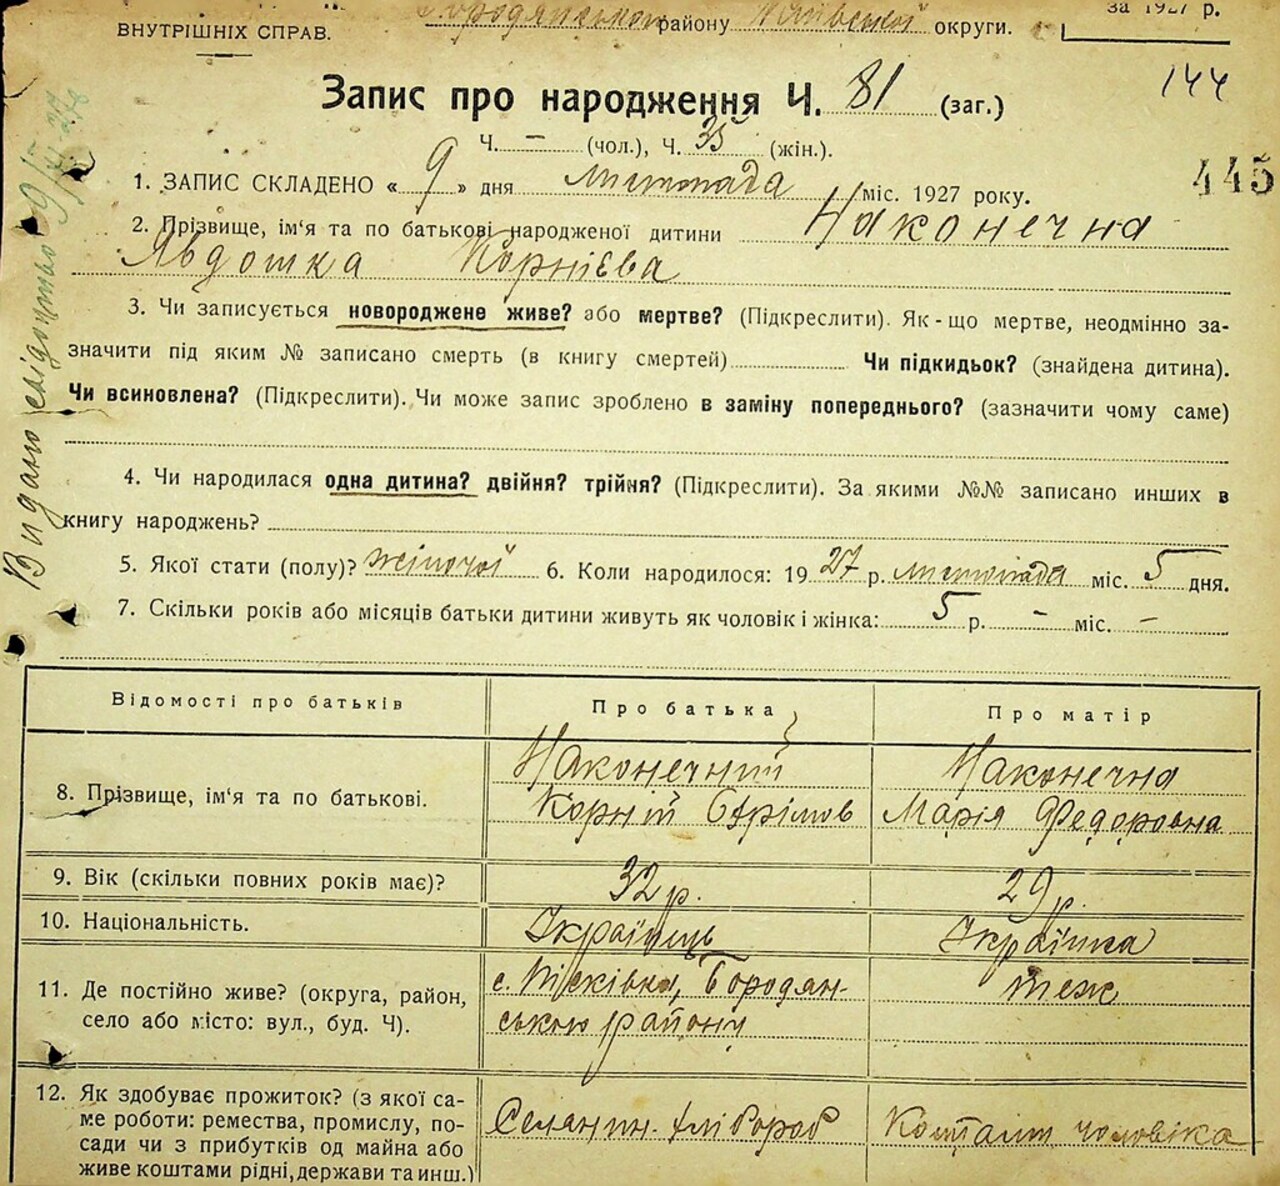 Бородянського району Київської округи.
за 1927 р.
ВНУТРІШНІХ СПРАВ.
Запис про народження Ч. 81 (заг.)
144
Ч. — (чол.), Ч. 35 (жін.).
445
1. ЗАПИС СКЛАДЕНО « 9 » дня листопада міс. 1927 року.
2. Прізвище, ім'я та по батькові народженої дитини Наконечна
Явдошка Корнієва
3. Чи записується новороджене живе? або мертве? (Підкреслити). Як-що мертве, неодмінно за-
значити під яким № записано смерть (в книгу смертей) Чи підкидьок? (знайдена дитина).
Чи всиновлена? (Підкреслити). Чи може запис зроблено в заміну попереднього? (зазначити чому саме)
4. Чи народилася одна дитина? двійня? трійня? (Підкреслити). За якими №№ записано инших в
книгу народжень?
5. Якої стати (полу)? жіночої 6. Коли народилося: 1927 р. листопада міс. 5 дня.
7. Скільки років або місяців батьки дитини живуть як чоловік і жінка: 5 р. — міс. —
Видано свідоцтво
Відомості про батьків Про батька Про матір
8. Прізвище, ім'я та по батькові. Наконечний Наконечна
Корній Єфрімов Марія Федоровна
9. Вік (скільки повних років має)? 32 р. 29 р.
10. Національність. Українець Українка
11. Де постійно живе? (округа, район, с. Пісківка, Бородян- теж
село або місто: вул., буд. Ч). ського району
12. Як здобуває прожиток? (з якої са-
ме роботи: ремества, промислу, по- Селянин. хлібороб Коштами чоловіка
сади чи з прибутків од майна або
живе коштами рідні, держави та инш.)